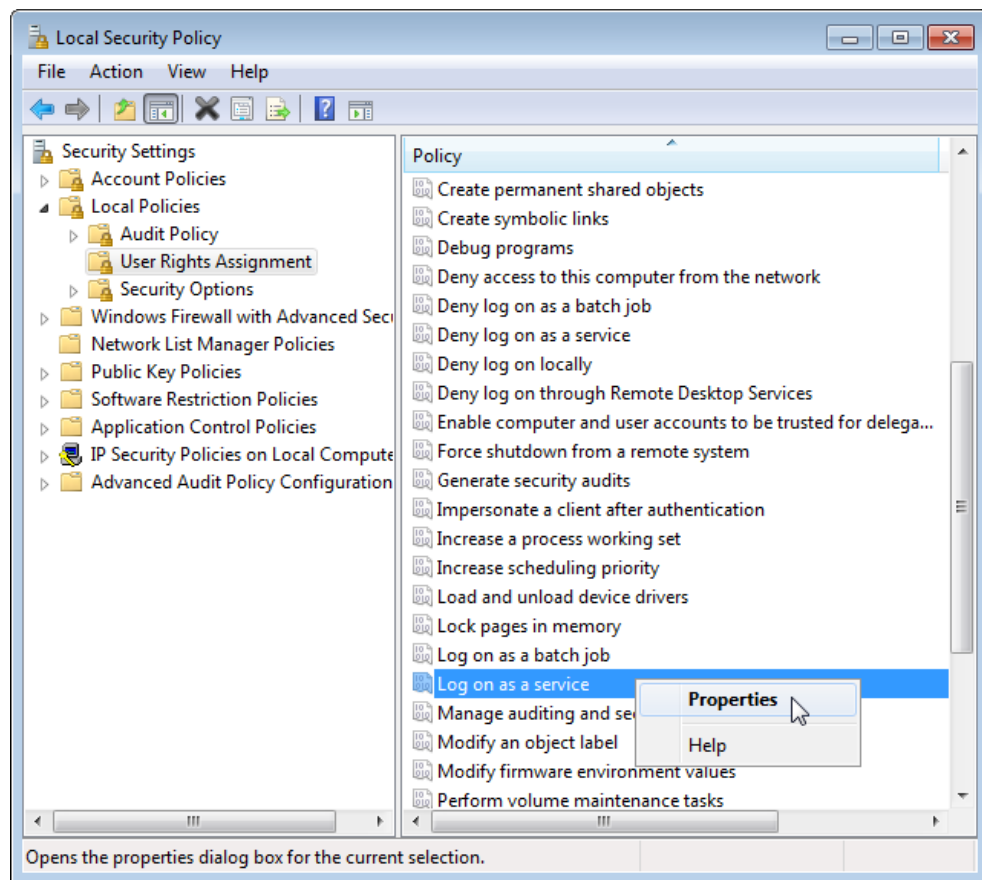 Local Security Policy
File Action View Help
Security Settings
Account Policies
Local Policies
Audit Policy
User Rights Assignment
Security Options
Windows Firewall with Advanced Secu
Network List Manager Policies
Public Key Policies
Software Restriction Policies
Application Control Policies
IP Security Policies on Local Compute
Advanced Audit Policy Configuration
Policy
Create permanent shared objects
Create symbolic links
Debug programs
Deny access to this computer from the network
Deny log on as a batch job
Deny log on as a service
Deny log on locally
Deny log on through Remote Desktop Services
Enable computer and user accounts to be trusted for delega...
Force shutdown from a remote system
Generate security audits
Impersonate a client after authentication
Increase a process working set
Increase scheduling priority
Load and unload device drivers
Lock pages in memory
Log on as a batch job
Log on as a service
Manage auditing and se
Modify an object label
Modify firmware environment values
Perform volume maintenance tasks
Properties
Help
Opens the properties dialog box for the current selection.